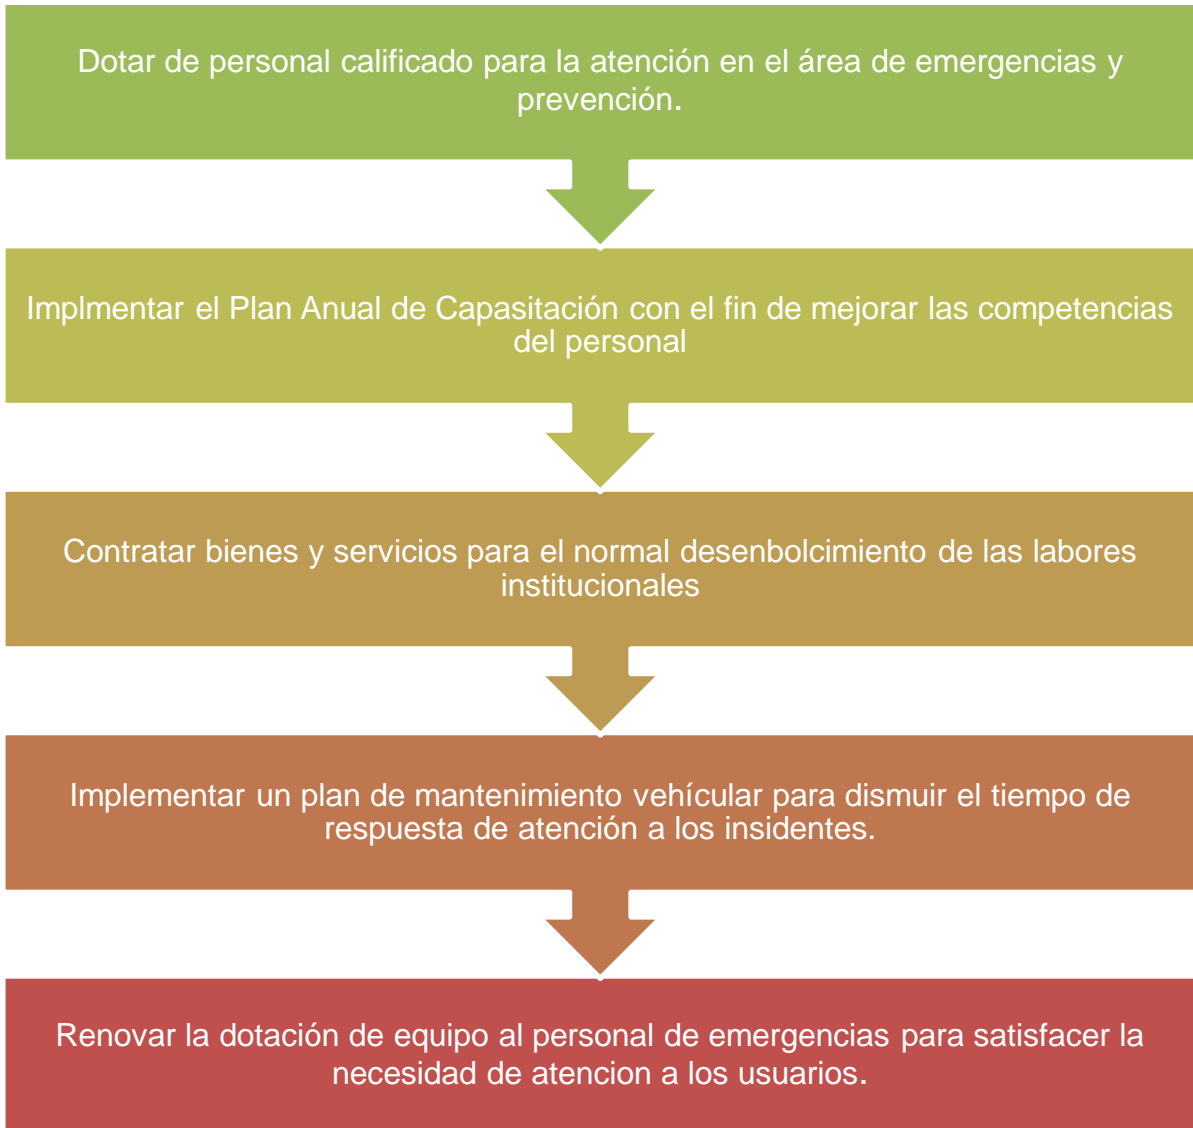 Dotar de personal calificado para la atención en el área de emergencias y
prevención.
Implmentar el Plan Anual de Capasitación con el fin de mejorar las competencias
del personal
Contratar bienes y servicios para el normal desenbolcimiento de las labores
institucionales
Implementar un plan de mantenimiento vehícular para dismuir el tiempo de
respuesta de atención a los insidentes.
Renovar la dotación de equipo al personal de emergencias para satisfacer la
necesidad de atencion a los usuarios.